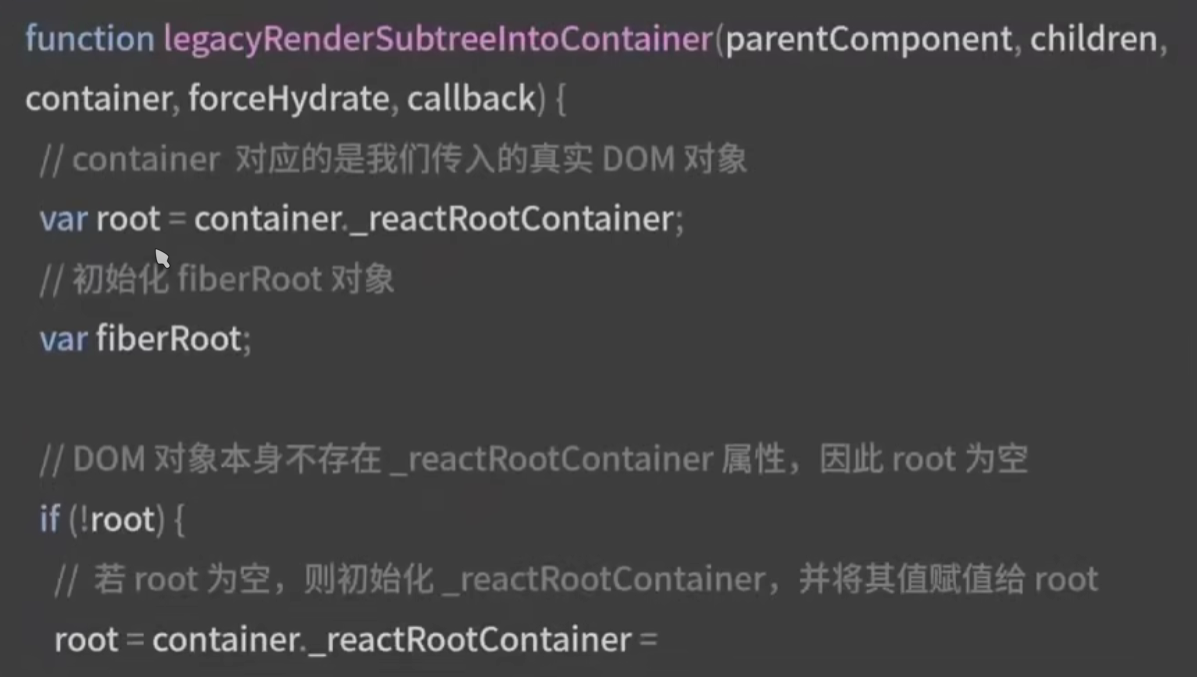 function legacyRenderSubtreeIntoContainer(parentComponent, children,
container, forceHydrate, callback) {
// container 对应的是我们传入的真实 DOM 对象
var root = container._reactRootContainer;
// 初始化 fiberRoot 对象
var fiberRoot;
// DOM 对象本身不存在 _reactRootContainer 属性，因此 root 为空
if (!root) {
// 若 root 为空，则初始化 _reactRootContainer，并将其值赋值给 root
root = container._reactRootContainer =